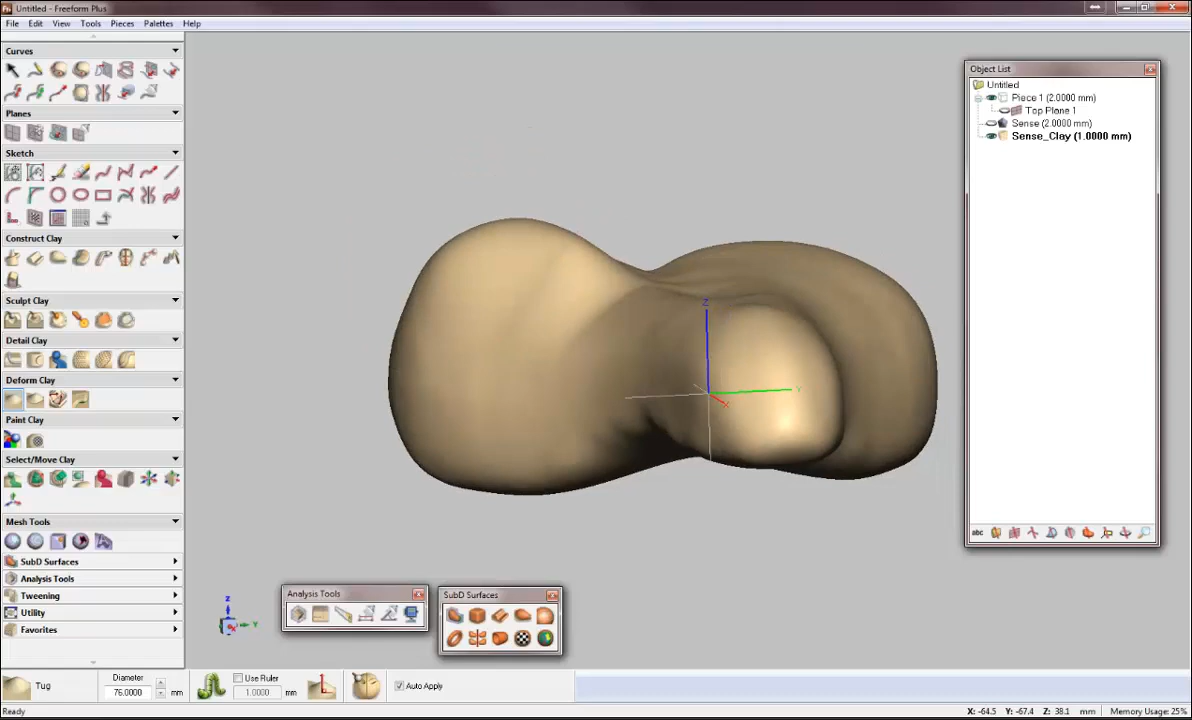 Untitled - Freeform Plus
File Edit View Tools Pieces Palettes Help
Curves
Planes
Sketch
Construct Clay
Sculpt Clay
Detail Clay
Deform Clay
Paint Clay
Select/Move Clay
Mesh Tools
SubD Surfaces
Analysis Tools
Tweening
Utility
Favorites
Object List
Untitled
Piece 1 (2.0000 mm)
Top Plane 1
Sense (2.0000 mm)
Sense_Clay (1.0000 mm)
abc
Z
Y
X
Z
Y
X
Analysis Tools
SubD Surfaces
Tug
Diameter
76.0000 mm
Use Ruler
1.0000 mm
Auto Apply
Ready
X: -64.5 Y: -67.4 Z: 38.1 mm Memory Usage: 25%